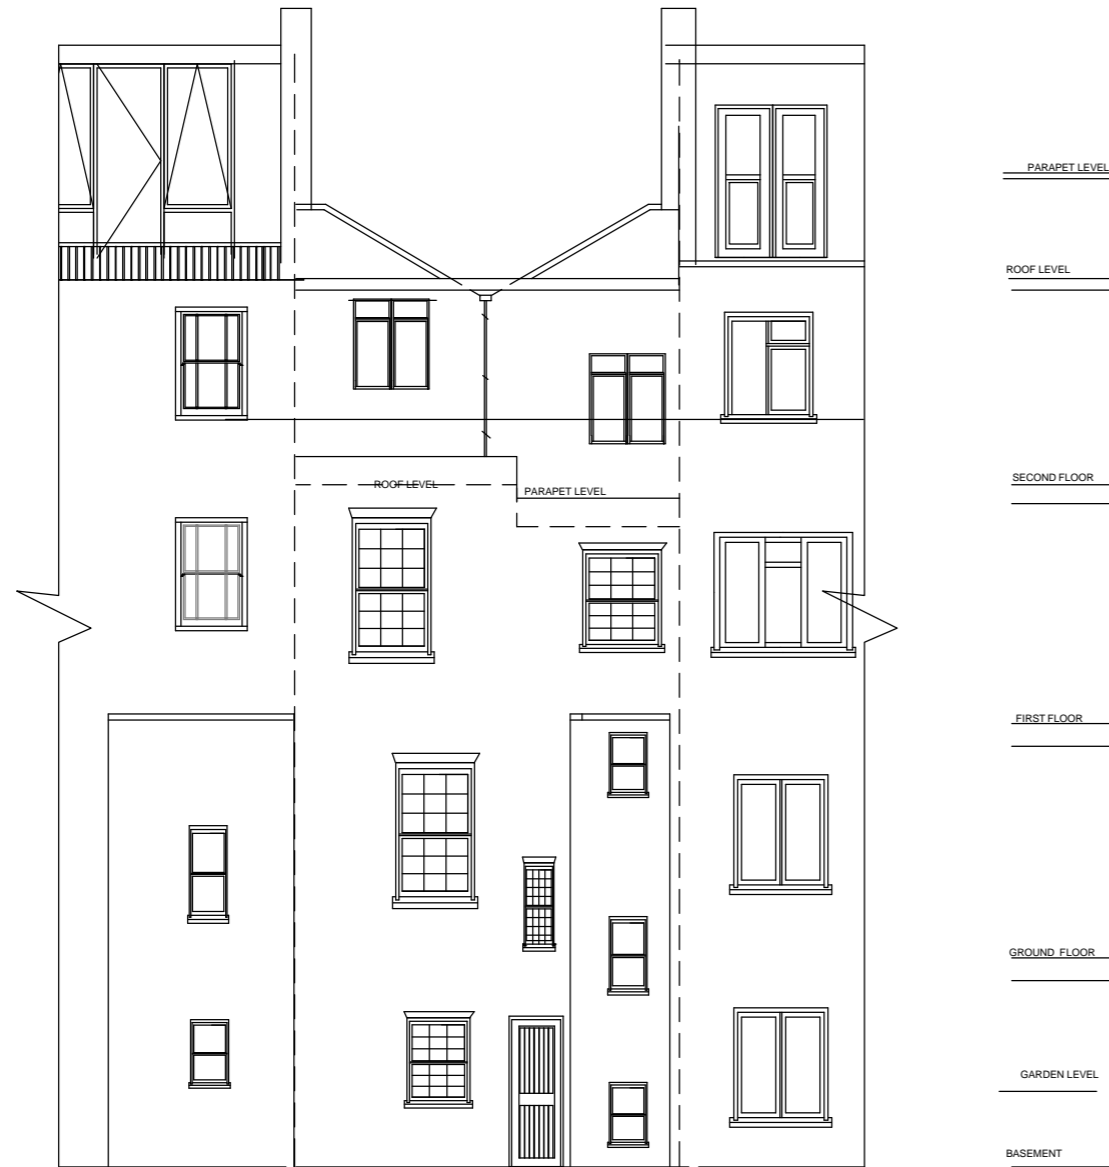 PARAPET LEVEL
ROOF LEVEL
SECOND FLOOR
ROOF LEVEL
PARAPET LEVEL
FIRST FLOOR
GROUND FLOOR
GARDEN LEVEL
BASEMENT